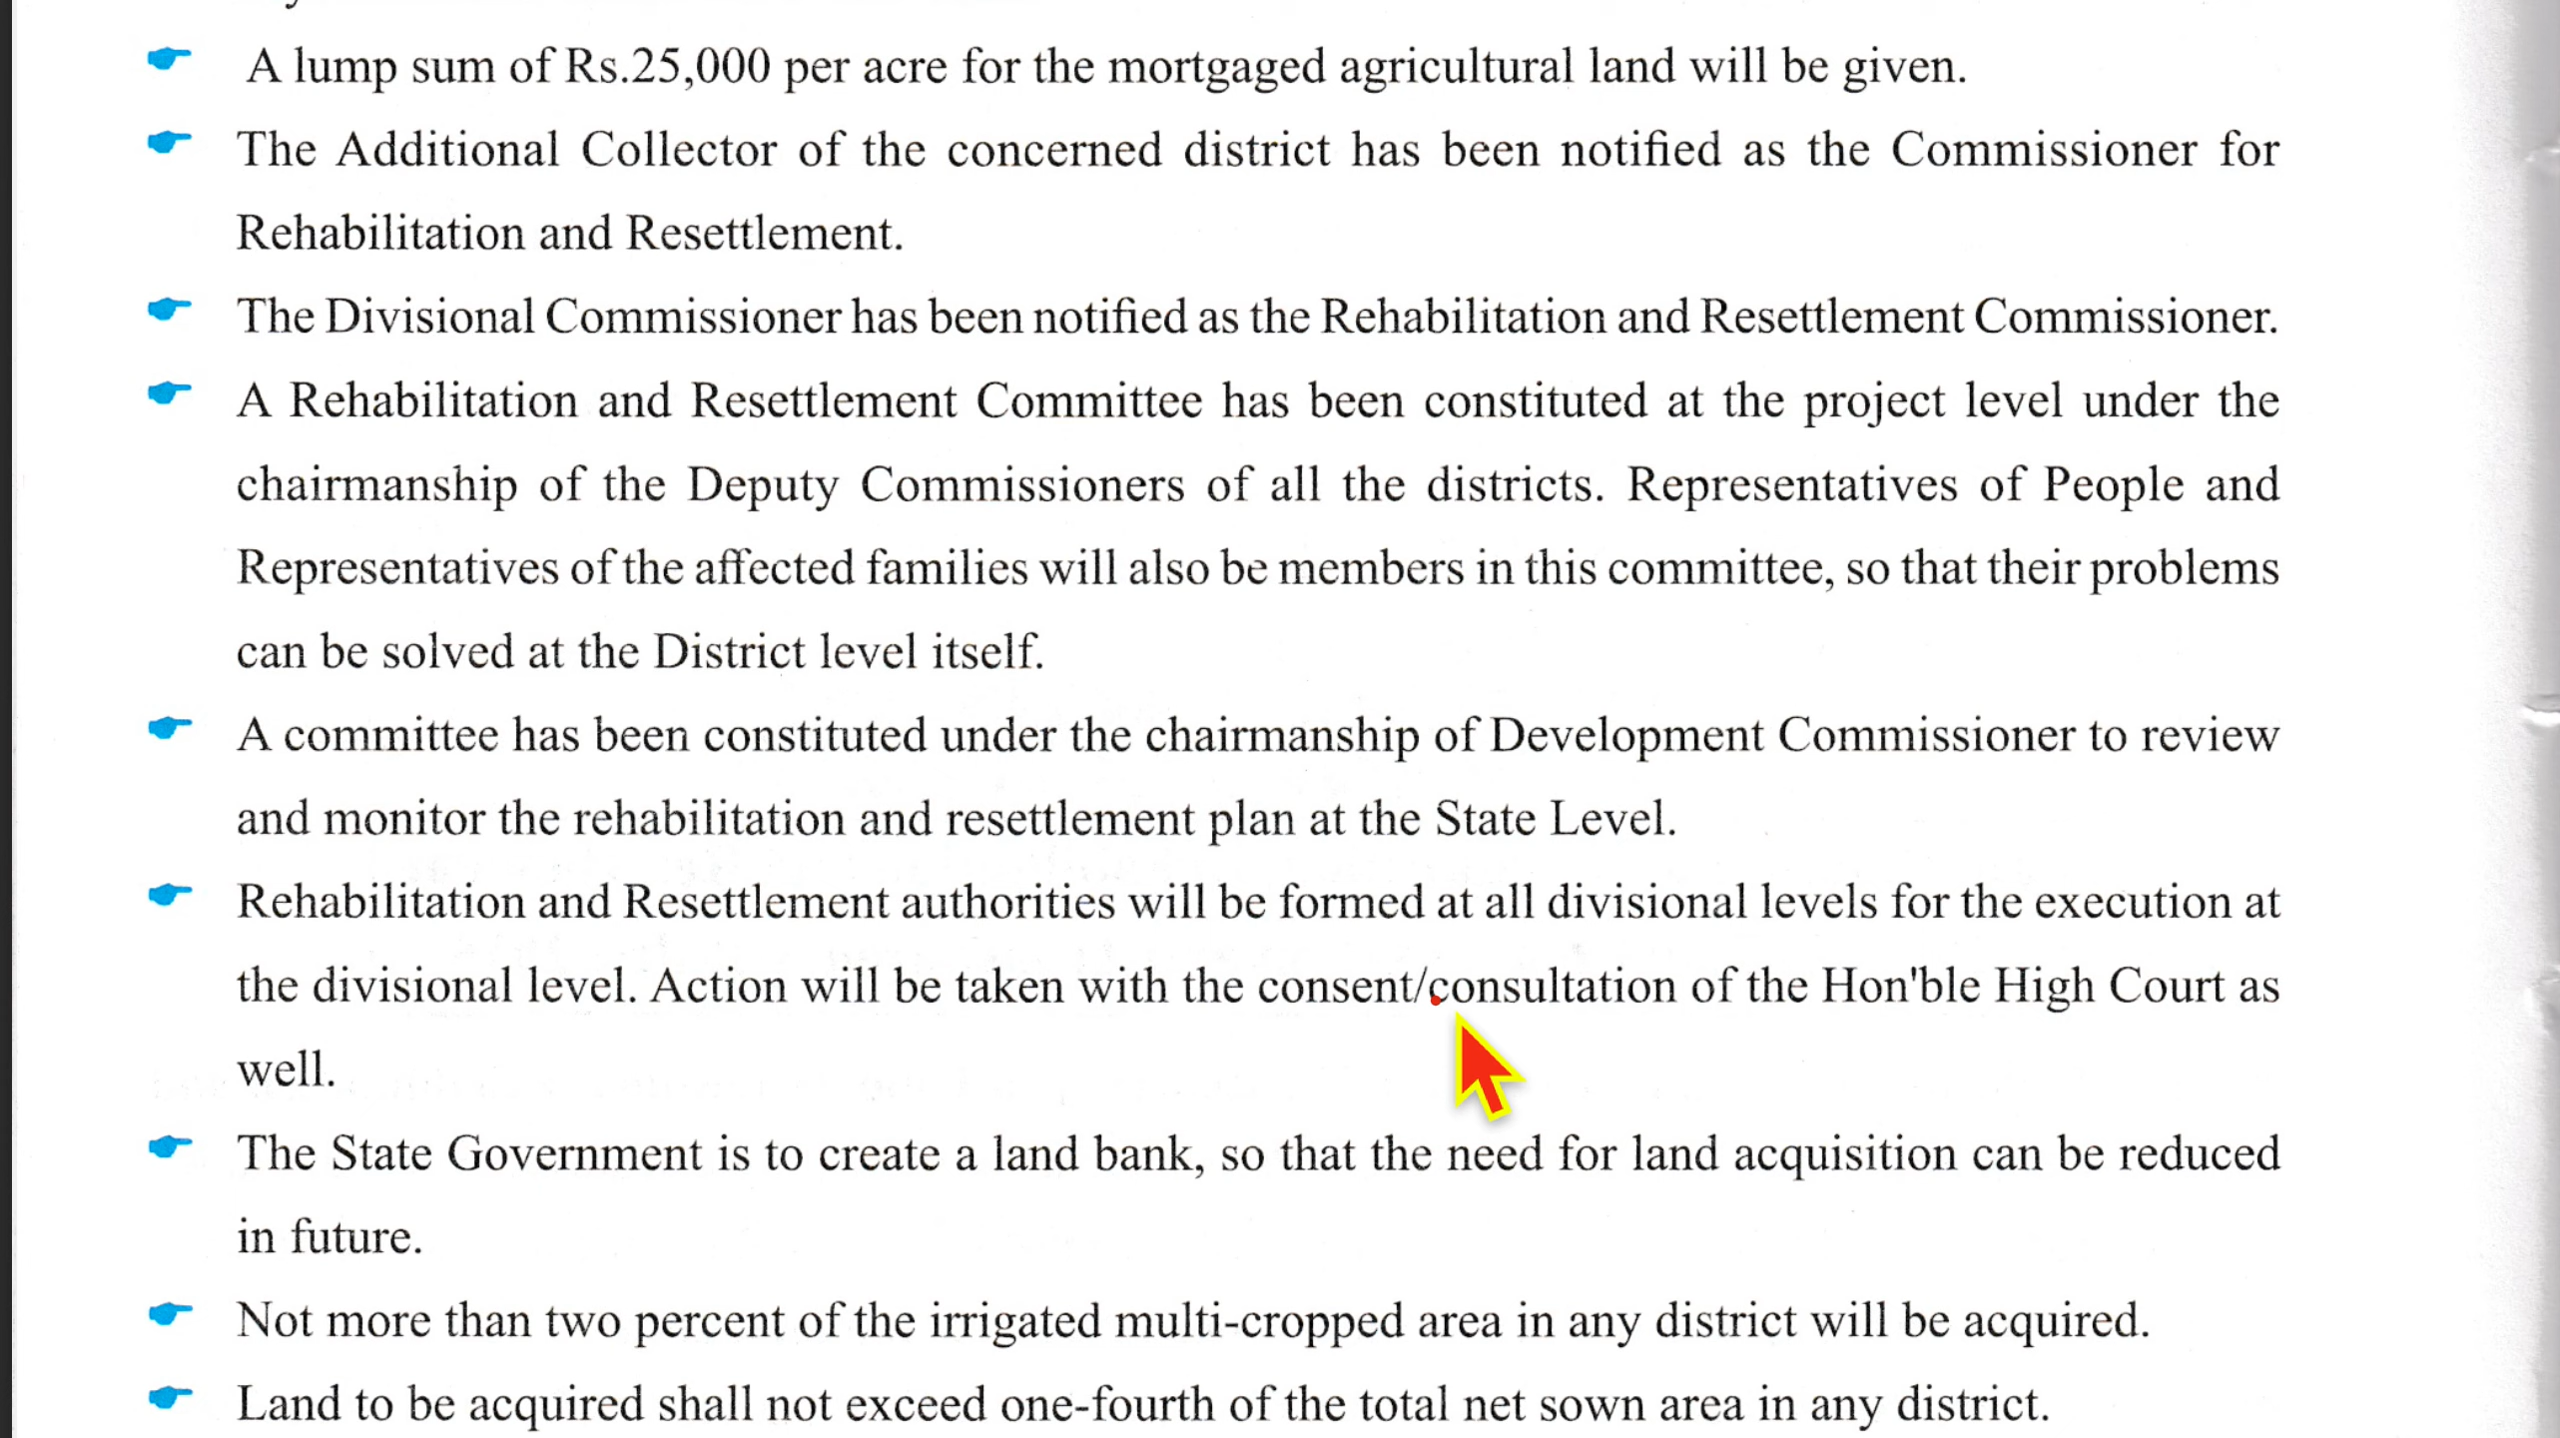 A lump sum of Rs.25,000 per acre for the mortgaged agricultural land will be given.
The Additional Collector of the concerned district has been notified as the Commissioner for
Rehabilitation and Resettlement.
The Divisional Commissioner has been notified as the Rehabilitation and Resettlement Commissioner.
A Rehabilitation and Resettlement Committee has been constituted at the project level under the
chairmanship of the Deputy Commissioners of all the districts. Representatives of People and
Representatives of the affected families will also be members in this committee, so that their problems
can be solved at the District level itself.
A committee has been constituted under the chairmanship of Development Commissioner to review
and monitor the rehabilitation and resettlement plan at the State Level.
Rehabilitation and Resettlement authorities will be formed at all divisional levels for the execution at
the divisional level. Action will be taken with the consent/consultation of the Hon'ble High Court as
well.
The State Government is to create a land bank, so that the need for land acquisition can be reduced
in future.
Not more than two percent of the irrigated multi-cropped area in any district will be acquired.
Land to be acquired shall not exceed one-fourth of the total net sown area in any district.